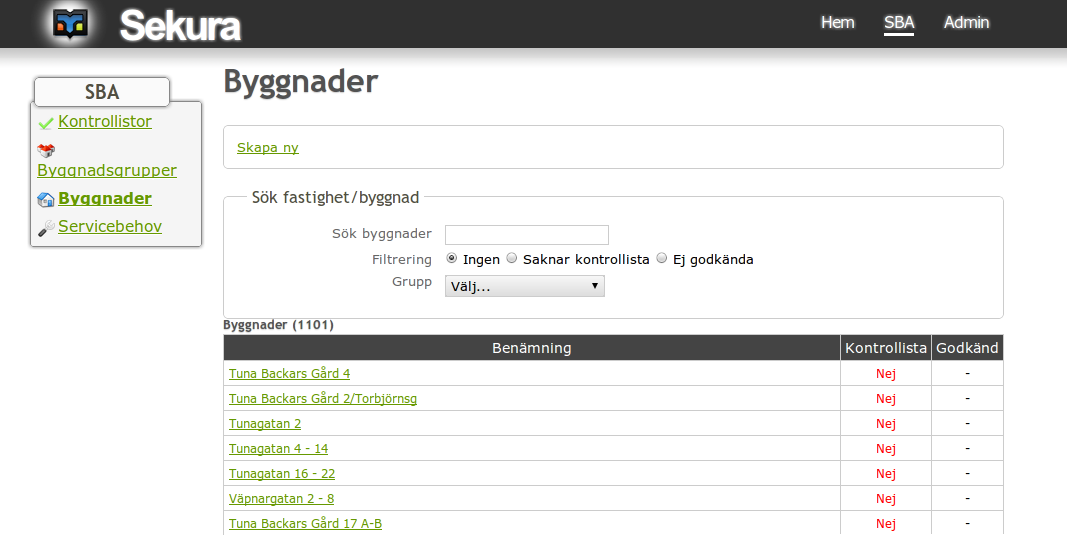 Sekura
Hem SBA Admin
SBA
Kontrollistor
Byggnadsgrupper
Byggnader
Servicebehov
Byggnader
Skapa ny
Sök fastighet/byggnad
Sök byggnader
Filtrering Ingen Saknar kontrollista Ej godkända
Grupp Välj...
Byggnader (1101)
Benämning Kontrollista Godkänd
Tuna Backars Gård 4 Nej -
Tuna Backars Gård 2/Torbjörnsg Nej -
Tunagatan 2 Nej -
Tunagatan 4 - 14 Nej -
Tunagatan 16 - 22 Nej -
Väpnargatan 2 - 8 Nej -
Tuna Backars Gård 17 A-B Nej -